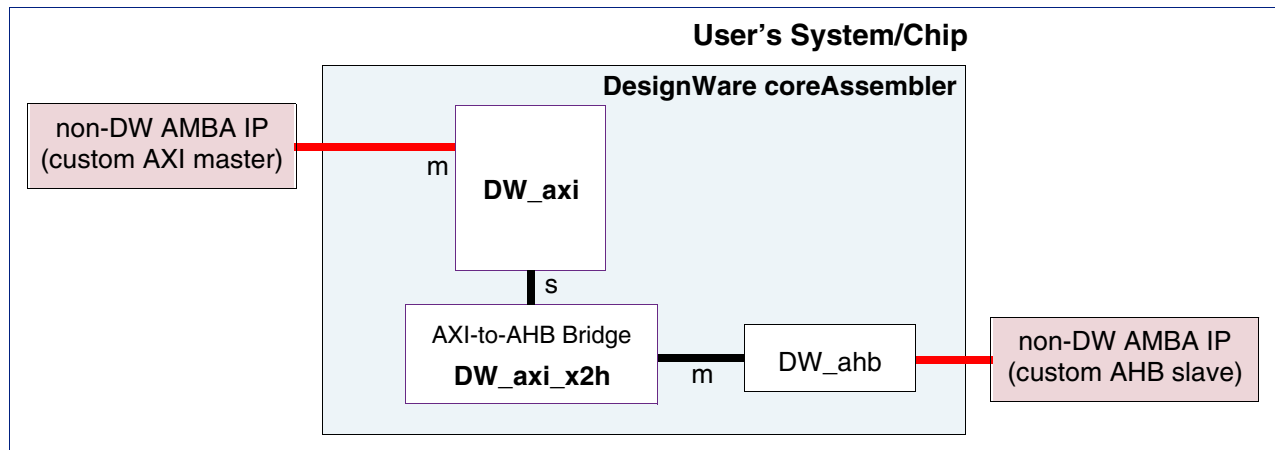 User's System/Chip
DesignWare coreAssembler
non-DW AMBA IP
(custom AXI master)
m
DW_axi
s
AXI-to-AHB Bridge
DW_axi_x2h
m
DW_ahb
non-DW AMBA IP
(custom AHB slave)